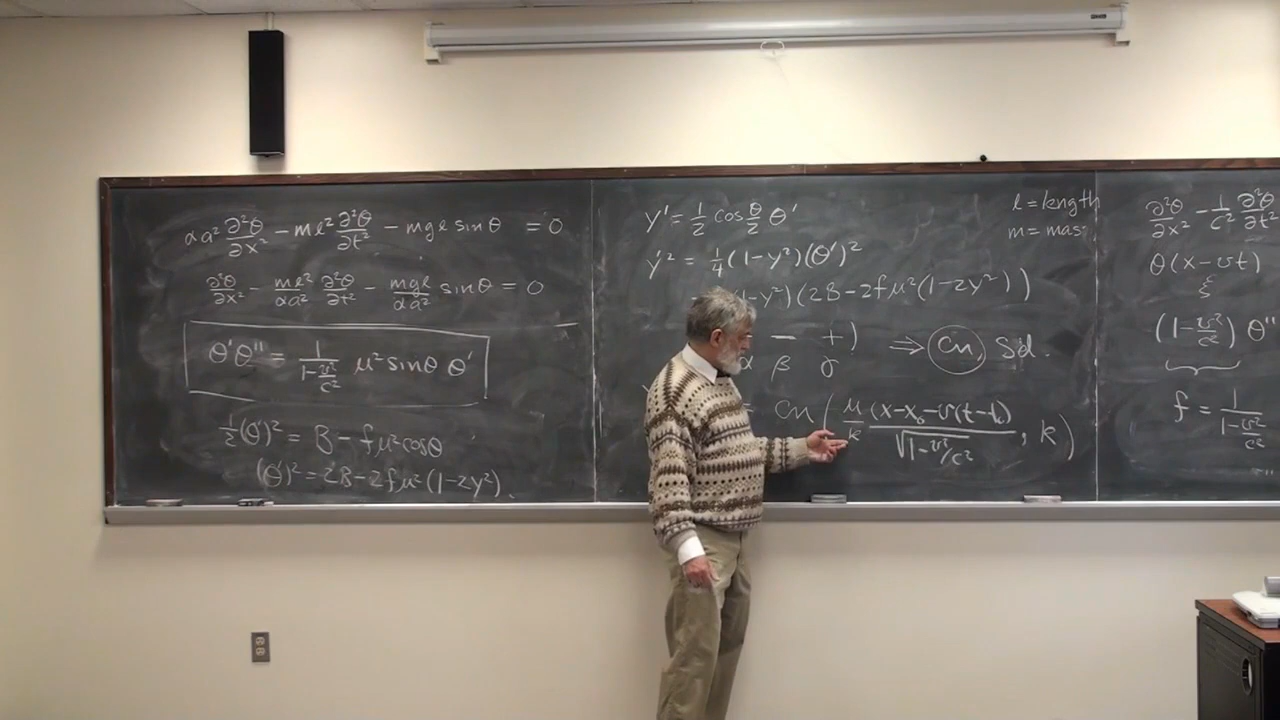 αa² ∂²θ/∂x² − ml² ∂²θ/∂t² − mgl sinθ = 0
∂²θ/∂x² − ml²/αa² ∂²θ/∂t² − mgl/αa² sinθ = 0
θ'θ'' = 1/(1−v²/c²) μ² sinθ θ'
½(θ')² = B − fμ²cosθ
(θ')² = 2B−2fμ²(1−2y²)
y' = ½ cos θ/2 θ'
y'² = ¼(1−y²)(θ')²
(1−y²)(2B−2fμ²(1−2y²))
− +) ⇒ cn Sol.
α β γ
= cn(μ/k (x−x₀−v(t−t₀))/√(1−v²/c²), k)
l = length
m = mass
∂²θ/∂x² − 1/c² ∂²θ/∂t²
θ(x−vt)
ξ
(1−v²/c²) θ''
f = 1/(1−v²/c²)